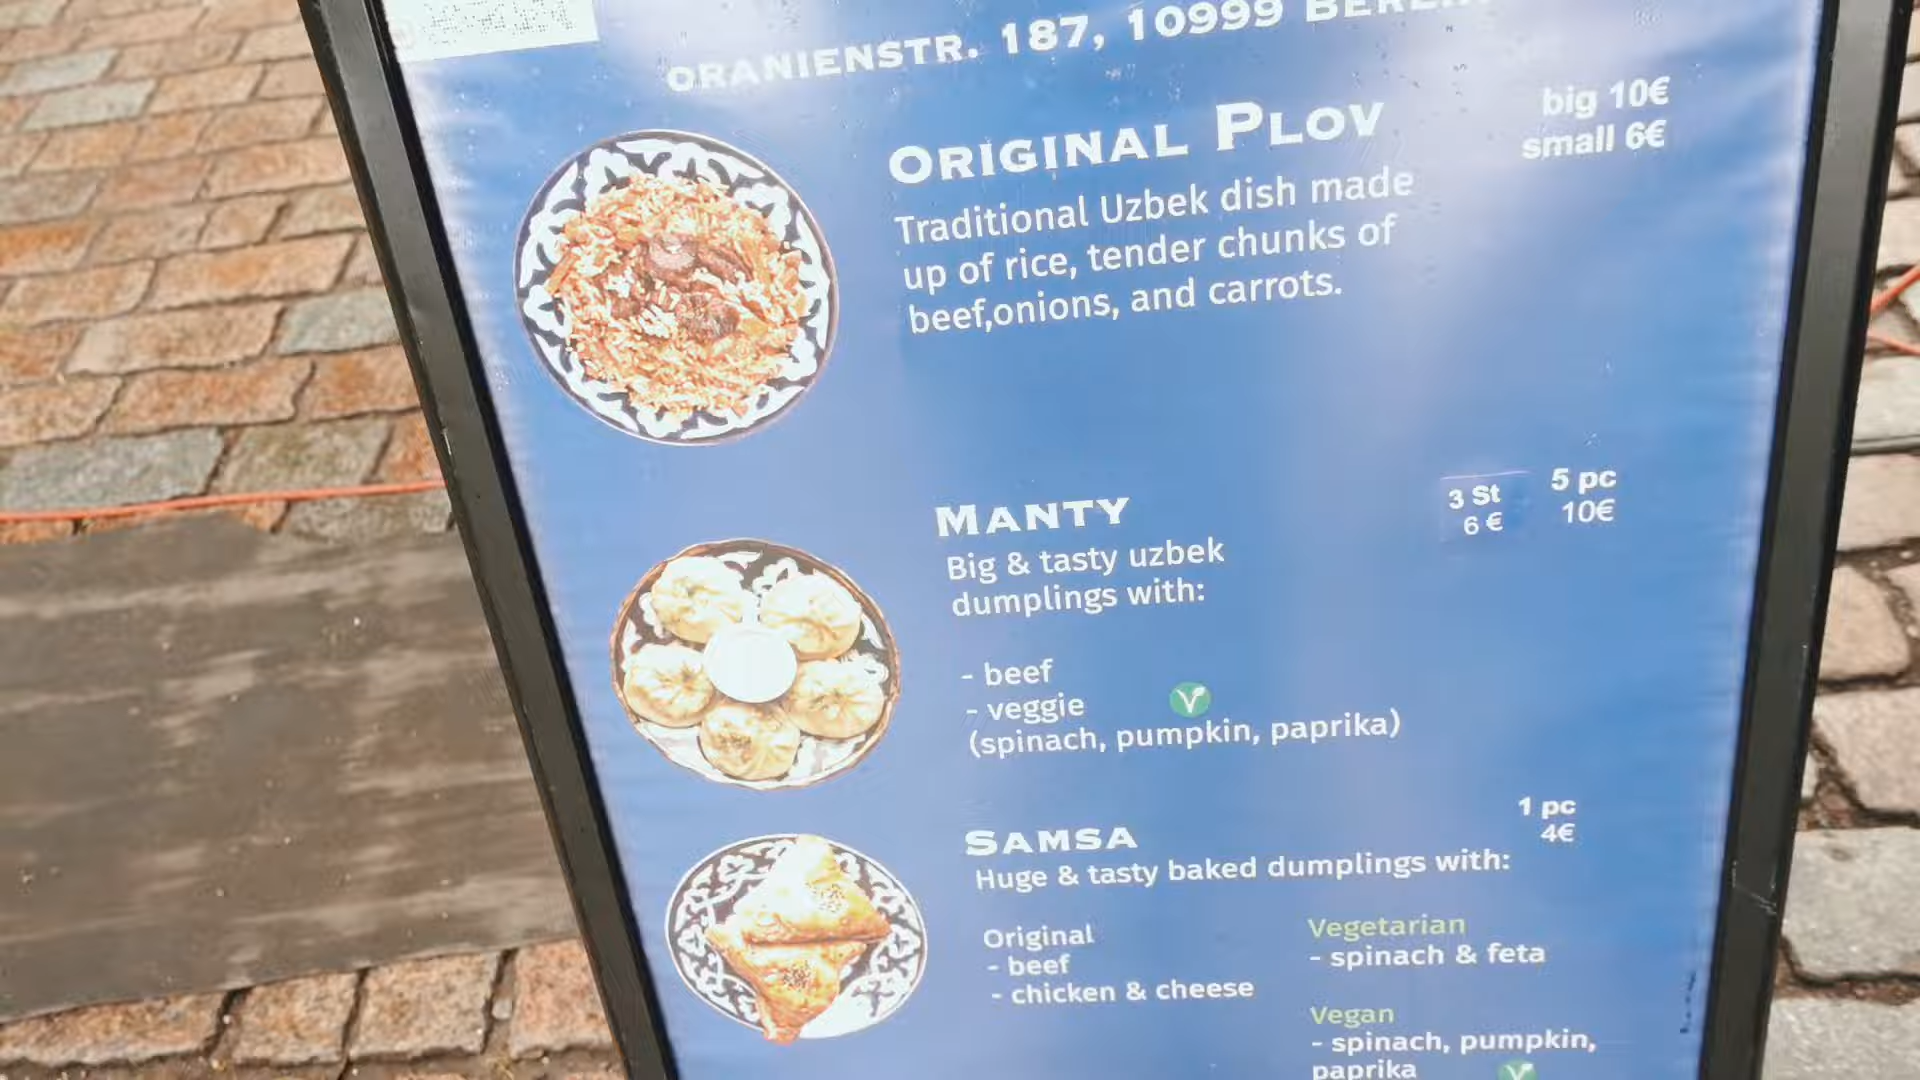 ORANIENSTR. 187, 10999 BERLIN
ORIGINAL PLOV
big 10€
small 6€
Traditional Uzbek dish made
up of rice, tender chunks of
beef,onions, and carrots.
MANTY
3 St 5 pc
6 € 10€
Big & tasty uzbek
dumplings with:
- beef
- veggie
(spinach, pumpkin, paprika)
SAMSA
1 pc
4€
Huge & tasty baked dumplings with:
Original
- beef
- chicken & cheese
Vegetarian
- spinach & feta
Vegan
- spinach, pumpkin,
paprika